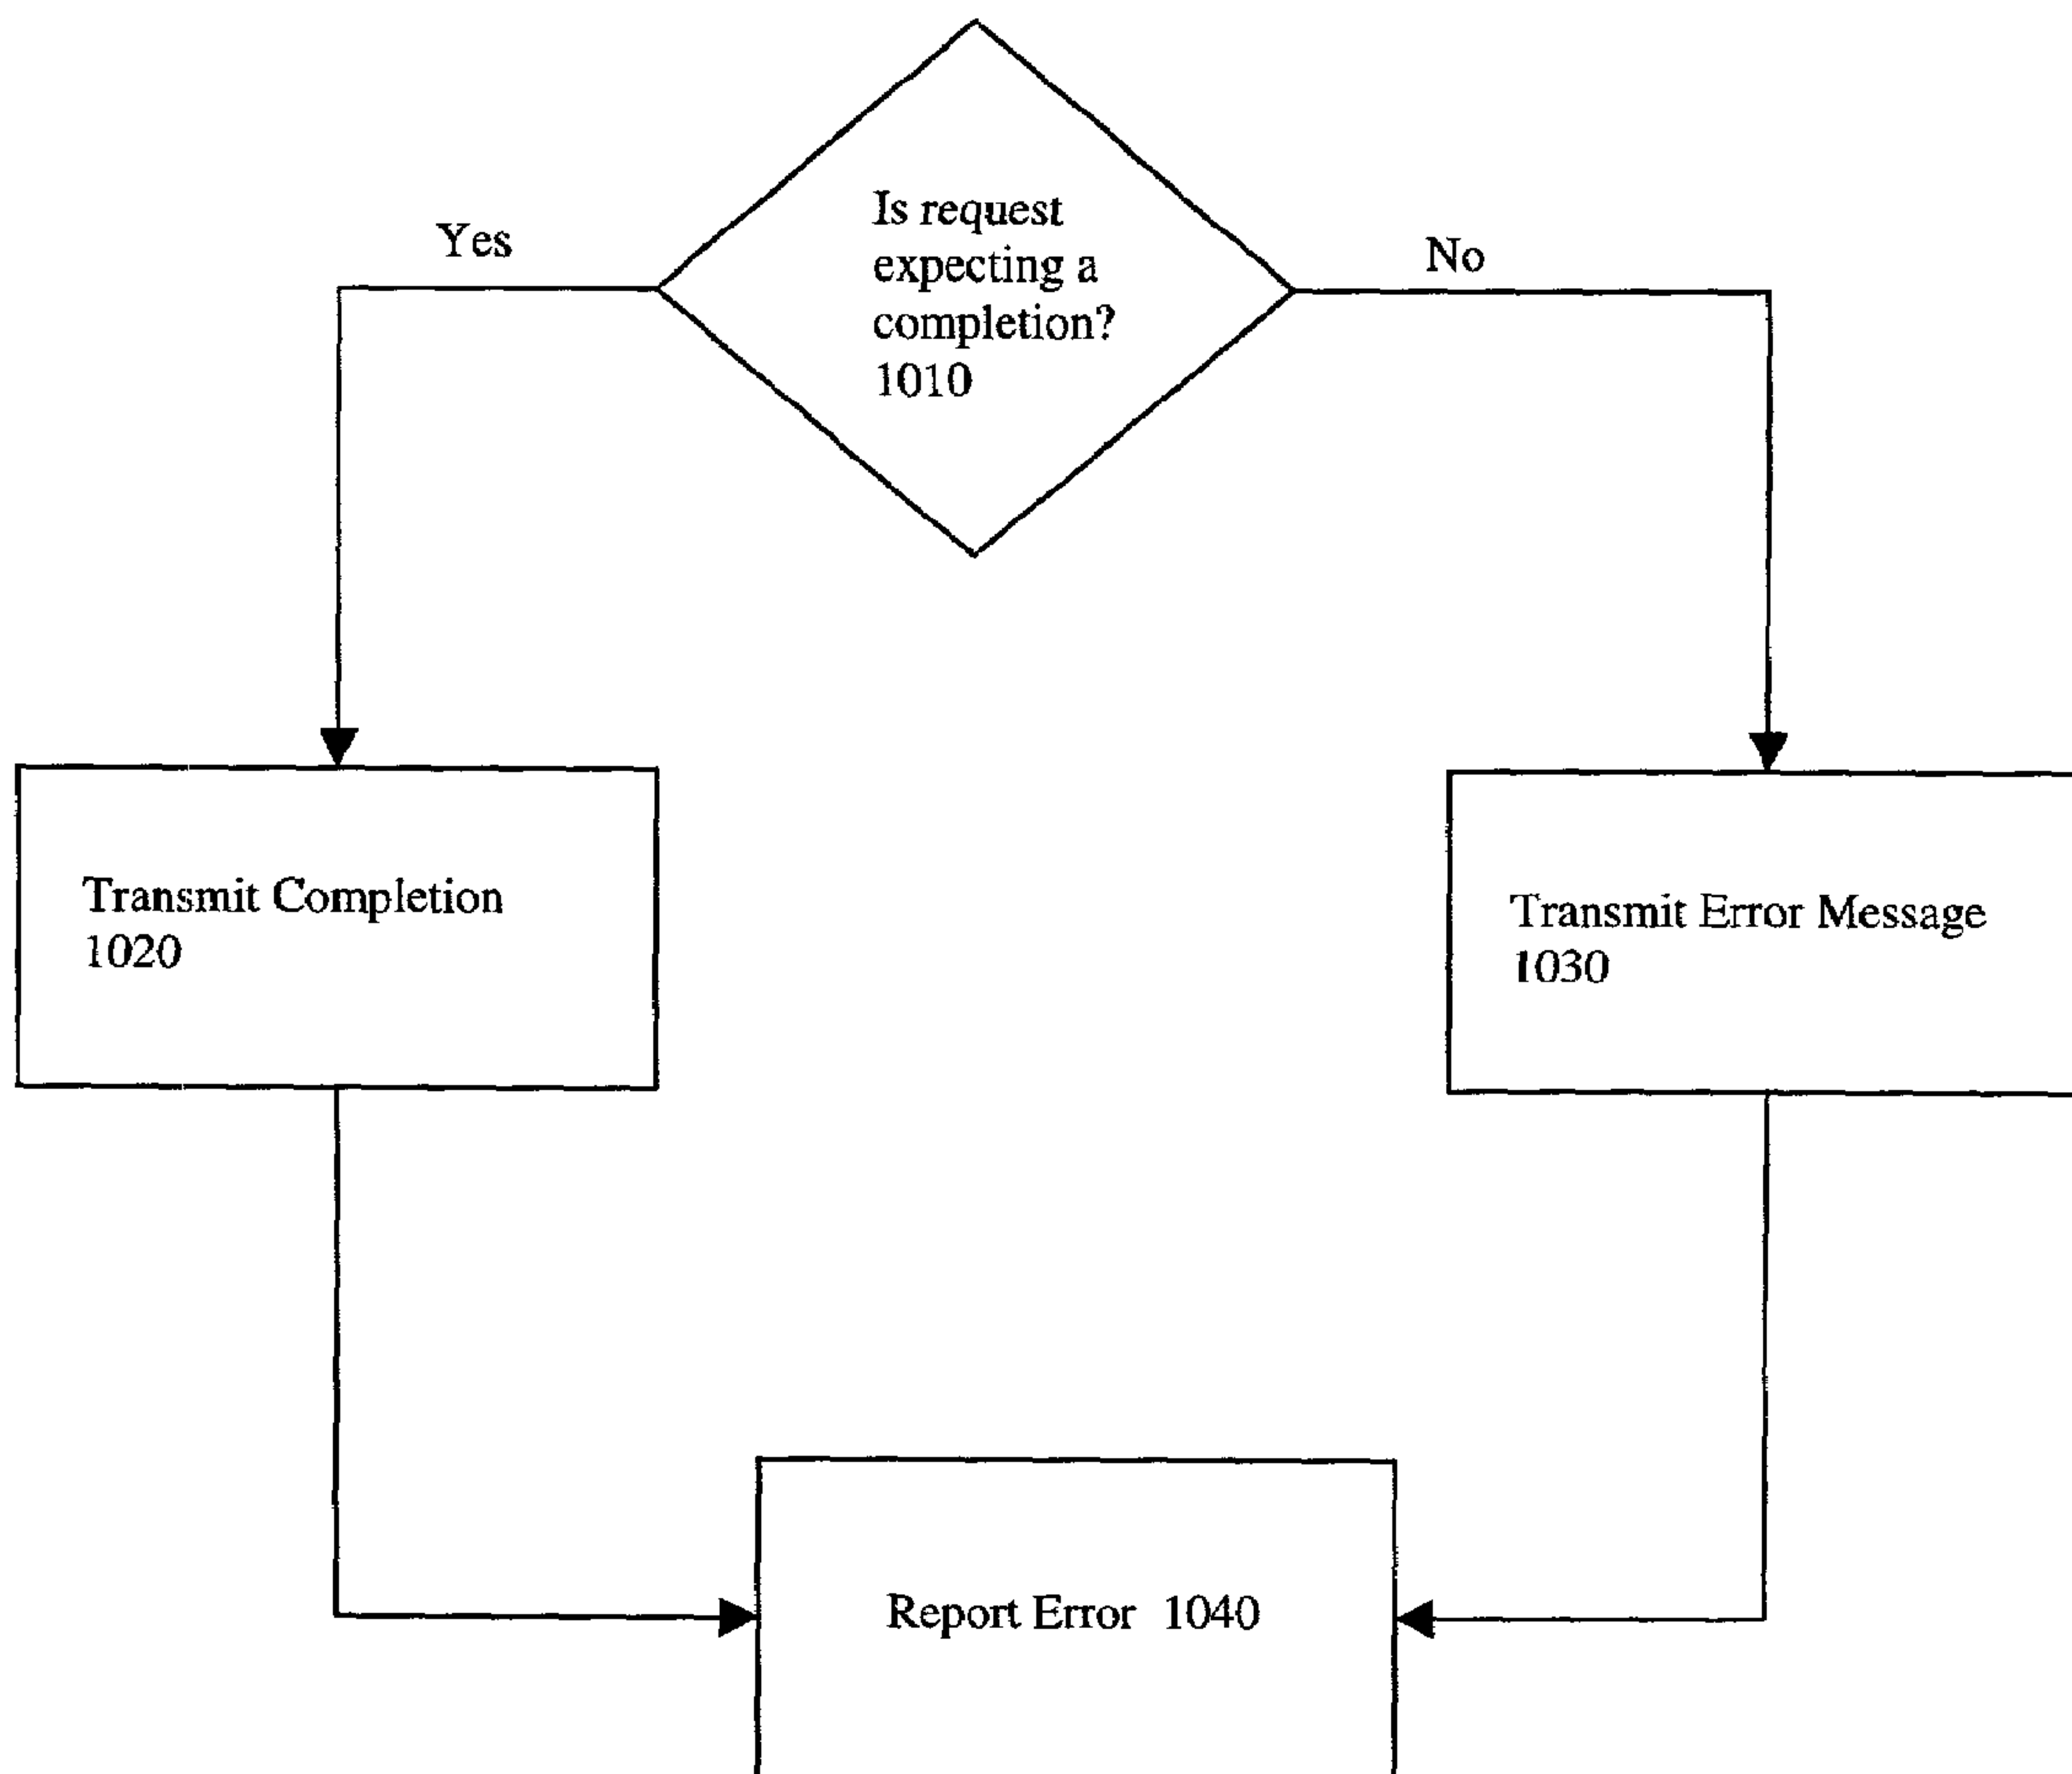 Is request
expecting a
completion?
1010
Yes
No
Transmit Completion
1020
Transmit Error Message
1030
Report Error 1040